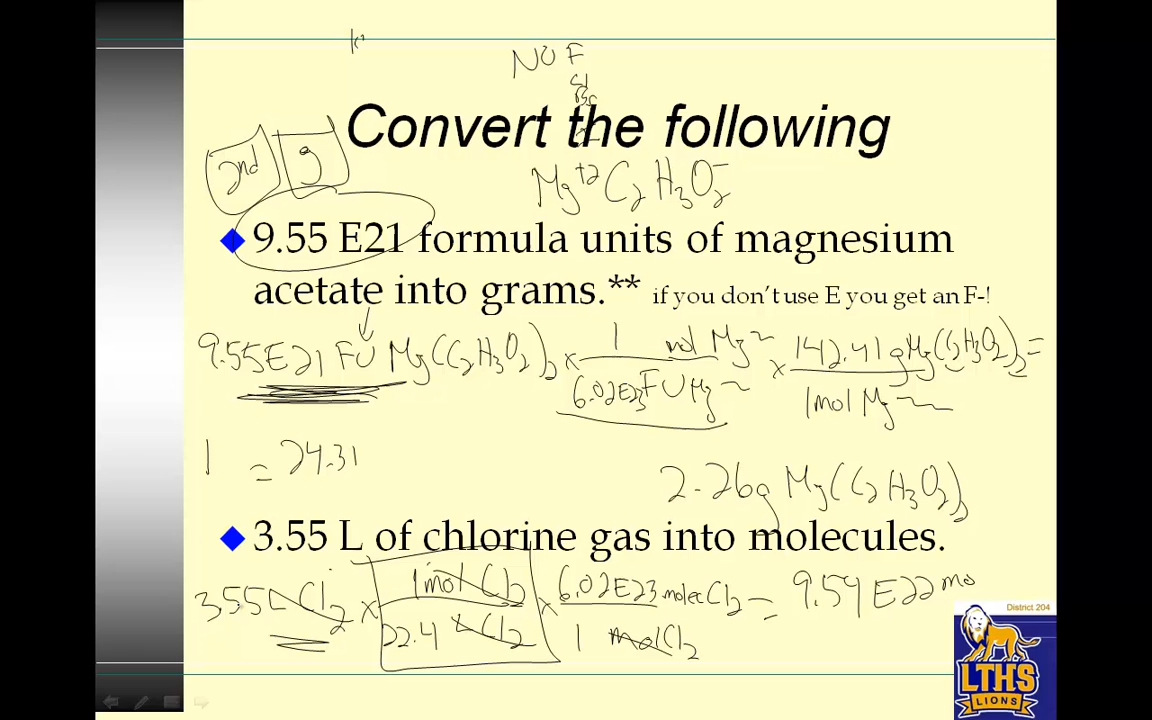 NO F
Convert the following
2nd g
Mg+2 C2H3O2-
9.55 E21 formula units of magnesium
acetate into grams.** if you don't use E you get an F-!
9.55E21 FU Mg(C2H3O2)2 x 1 mol Mg~ / 6.02E23 FU Mg~ x 142.41 g Mg(C2H3O2)2 / 1 mol Mg~ =
1 = 24.31
2.26g Mg(C2H3O2)2
3.55 L of chlorine gas into molecules.
3.55L Cl2 x 1 mol Cl2 / 22.4 L Cl2 x 6.02E23 molec Cl2 / 1 mol Cl2 = 9.54 E22 mo
District 204
LTHS
LIONS